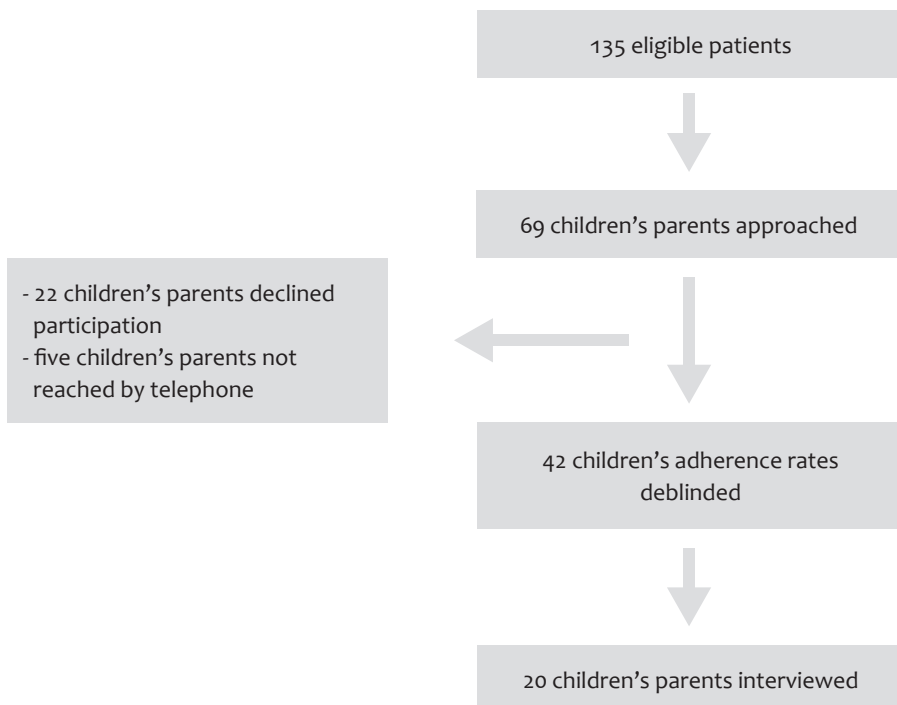 135 eligible patients
69 children’s parents approached
- 22 children’s parents declined
participation
- five children’s parents not
reached by telephone
42 children’s adherence rates
deblinded
20 children’s parents interviewed